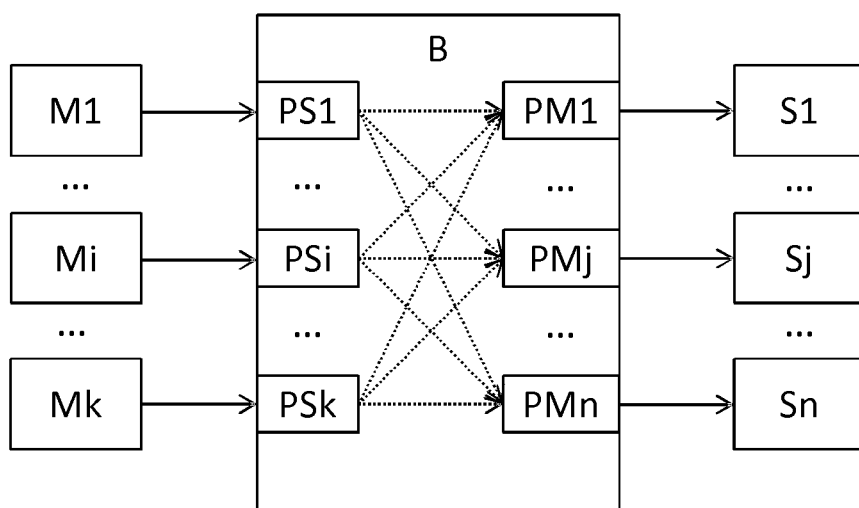 B
M1 PS1 PM1 S1
... ... ... ...
Mi PSi PMj Sj
... ... ... ...
Mk PSk PMn Sn